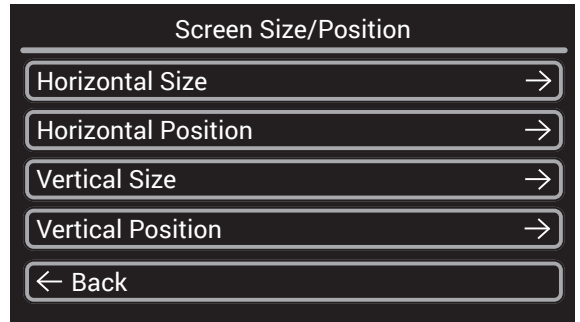 Screen Size/Position
Horizontal Size →
Horizontal Position →
Vertical Size →
Vertical Position →
← Back